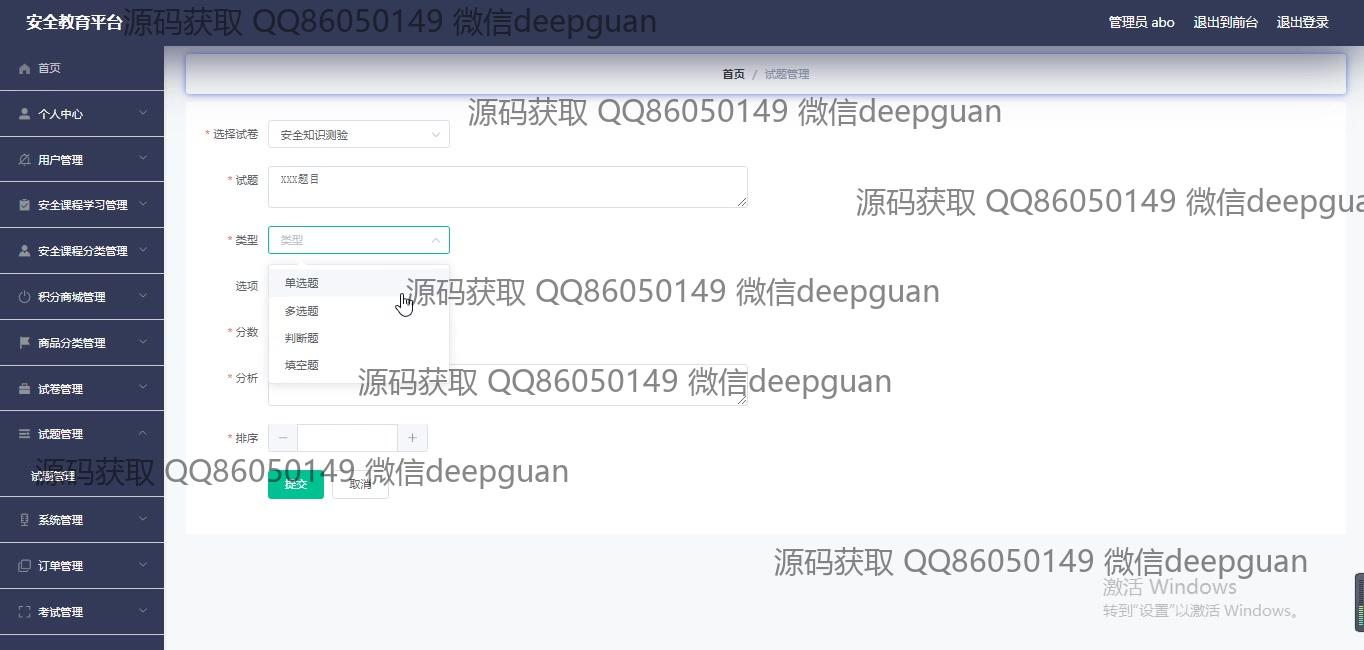 安全教育平台
源码获取 QQ86050149 微信deepguan
管理员 abo 退出到前台 退出登录
首页
个人中心
用户管理
安全课程学习管理
安全课程分类管理
积分商城管理
商品分类管理
试卷管理
试题管理
试题管理
系统管理
订单管理
考试管理
首页 / 试题管理
源码获取 QQ86050149 微信deepguan
* 选择试卷 安全知识测验
* 试题 xxx题目
源码获取 QQ86050149 微信deepgua
* 类型 类型
选项
单选题
多选题
判断题
填空题
源码获取 QQ86050149 微信deepguan
* 分数
* 分析
源码获取 QQ86050149 微信deepguan
* 排序 − +
源码获取 QQ86050149 微信deepguan
提交 取消
源码获取 QQ86050149 微信deepguan
激活 Windows
转到“设置”以激活 Windows。